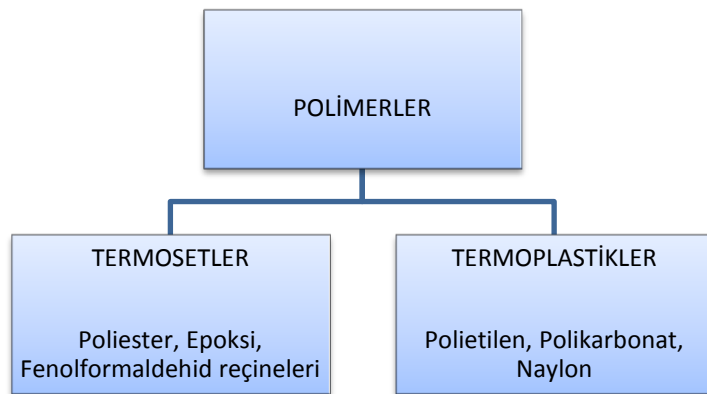 POLİMERLER
TERMOSETLER
Poliester, Epoksi,
Fenolformaldehid reçineleri
TERMOPLASTİKLER
Polietilen, Polikarbonat,
Naylon